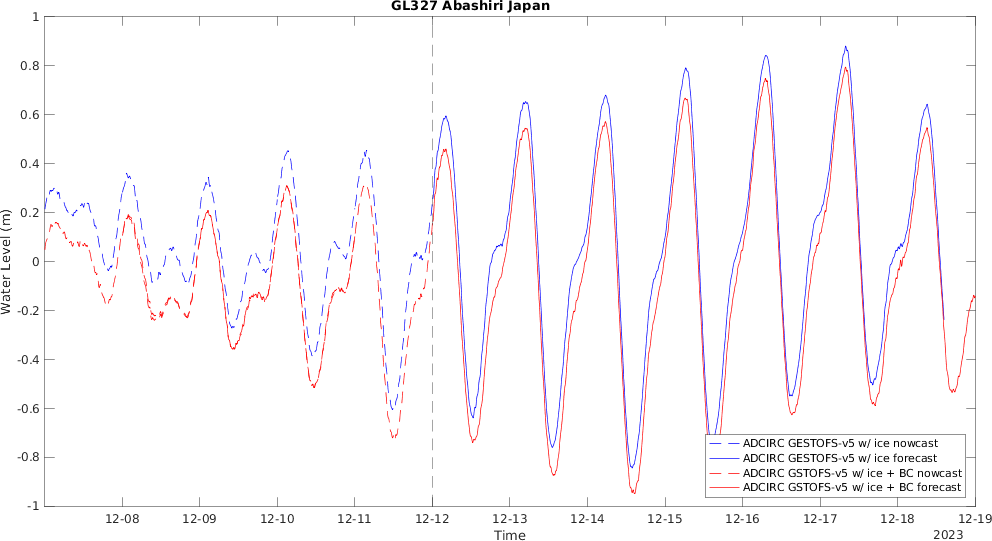 GL327 Abashiri Japan
Water Level (m)
1
0.8
0.6
0.4
0.2
0
-0.2
-0.4
-0.6
-0.8
-1
ADCIRC GESTOFS-v5 w/ ice nowcast
ADCIRC GESTOFS-v5 w/ ice forecast
ADCIRC GSTOFS-v5 w/ ice + BC nowcast
ADCIRC GSTOFS-v5 w/ ice + BC forecast
12-08 12-09 12-10 12-11 12-12 12-13 12-14 12-15 12-16 12-17 12-18 12-19
Time
2023